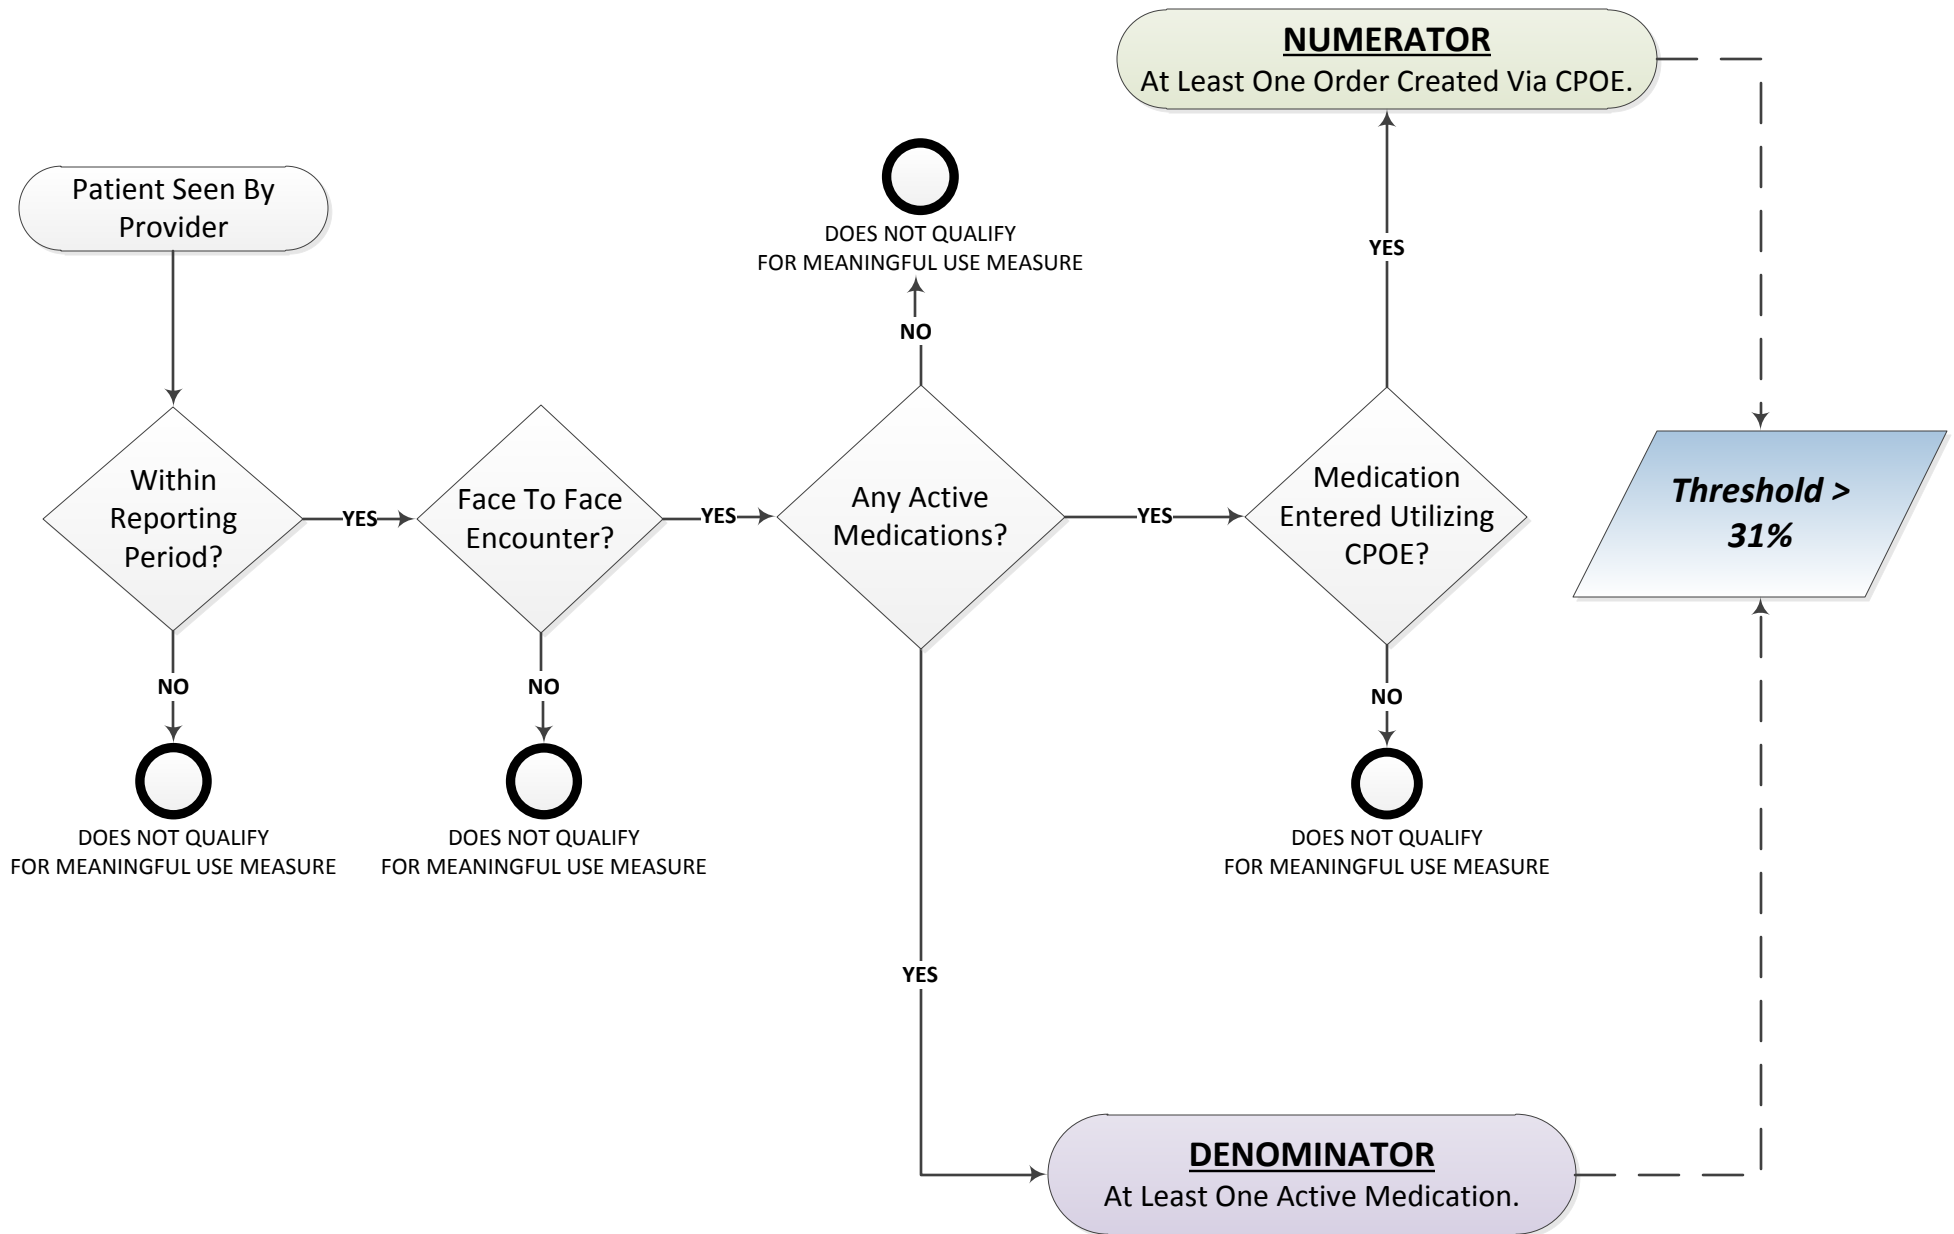 NUMERATOR
At Least One Order Created Via CPOE.
Patient Seen By
Provider
DOES NOT QUALIFY
FOR MEANINGFUL USE MEASURE
NO
YES
Within
Reporting
Period?
YES
Face To Face
Encounter?
YES
Any Active
Medications?
YES
Medication
Entered Utilizing
CPOE?
Threshold >
31%
NO
NO
NO
DOES NOT QUALIFY
FOR MEANINGFUL USE MEASURE
DOES NOT QUALIFY
FOR MEANINGFUL USE MEASURE
DOES NOT QUALIFY
FOR MEANINGFUL USE MEASURE
YES
DENOMINATOR
At Least One Active Medication.